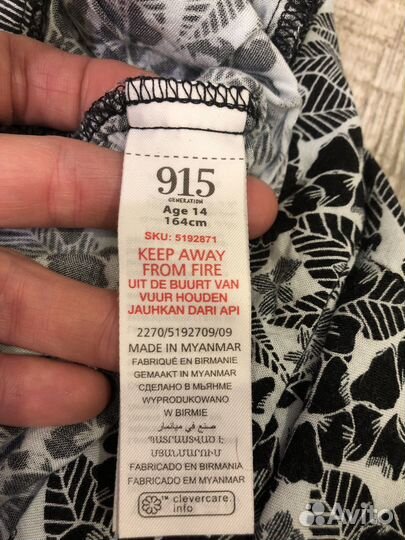 915
GENERATION
Age 14
164cm
SKU: 5192871
KEEP AWAY
FROM FIRE
UIT DE BUURT VAN
VUUR HOUDEN
JAUHKAN DARI API
2270/5192709/09
MADE IN MYANMAR
FABRIQUÉ EN BIRMANIE
GEMAAKT IN MYANMAR
СДЕЛАНО В МЬЯНМЕ
WYPRODUKOWANO
W BIRMIE
صنع في ميانمار
ՊԱՏՐԱՍՏՎԱԾ Է
ՄՅԱՆՄԱՐՈՒՄ
FABRICADO EN BIRMANIA
FABRICADO EM MYANMAR
clevercare.
info
Avito